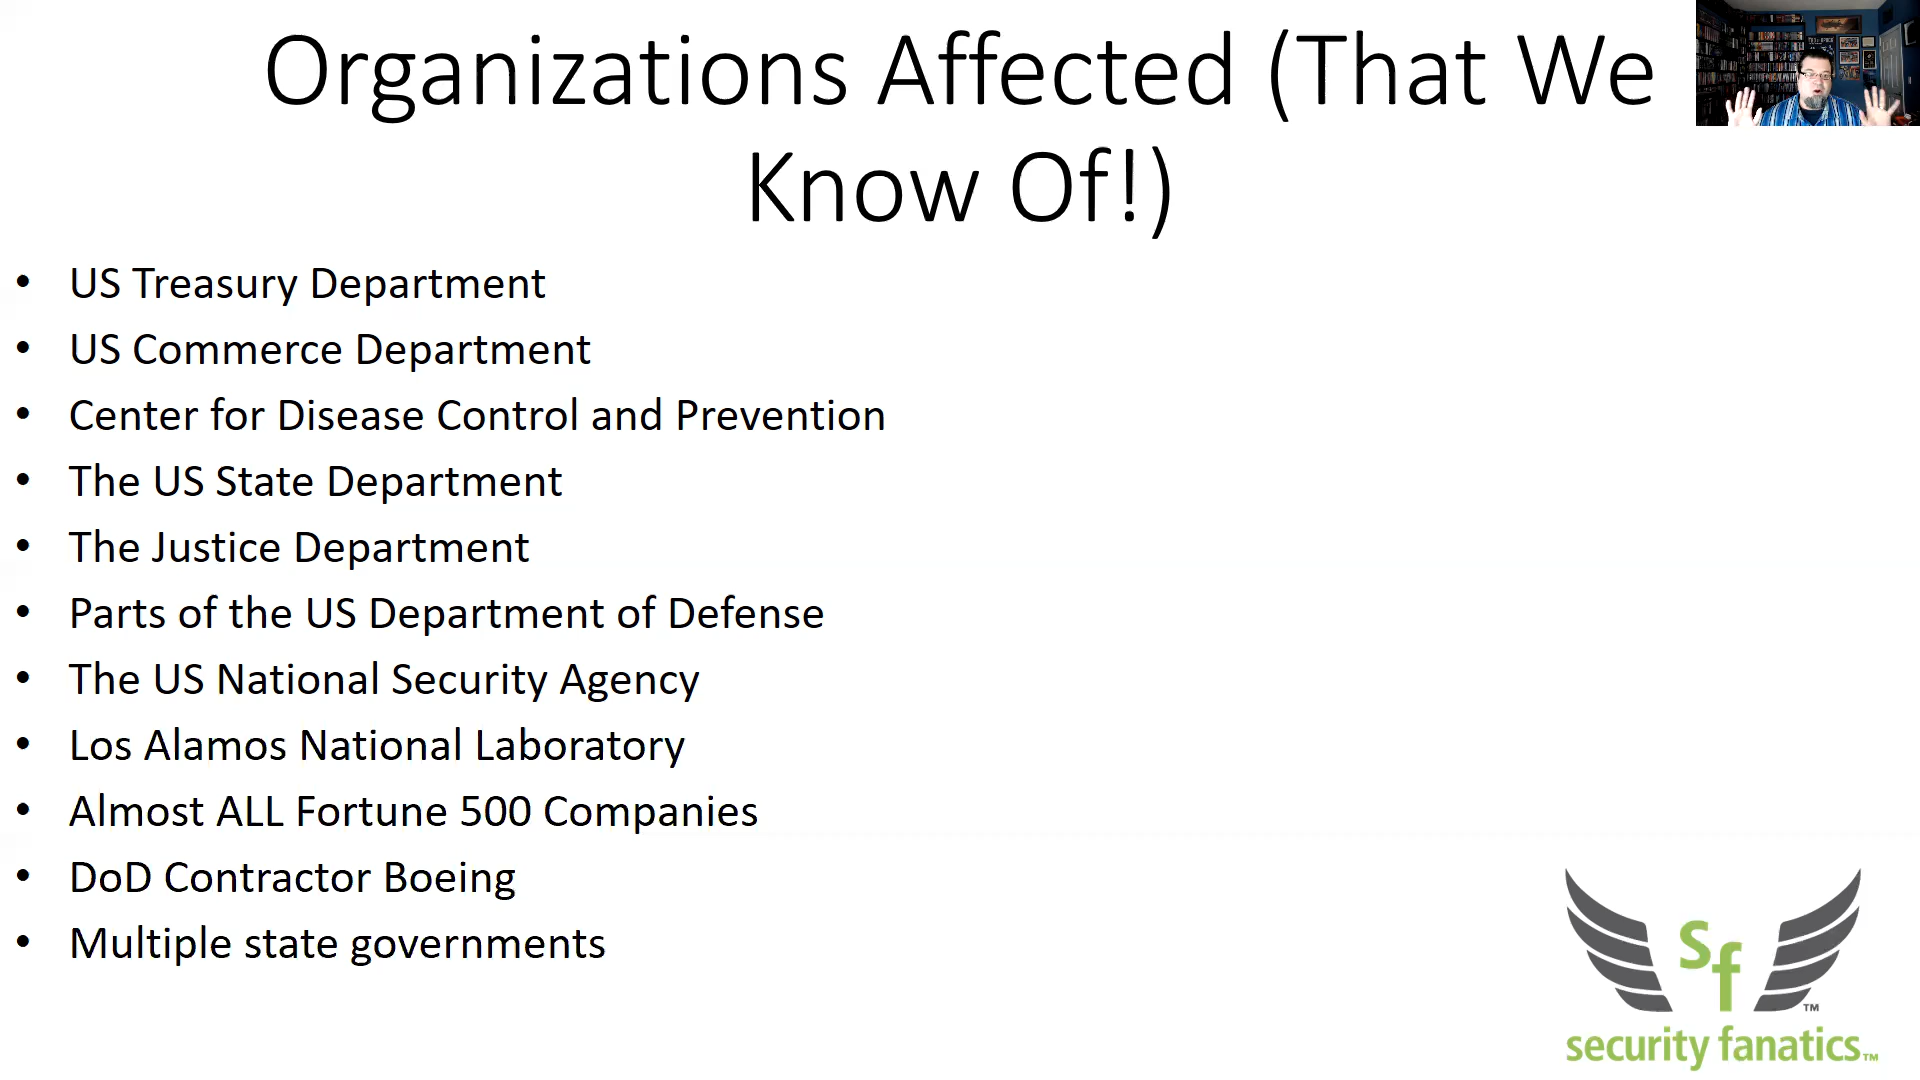 Organizations Affected (That We
Know Of!)
• US Treasury Department
• US Commerce Department
• Center for Disease Control and Prevention
• The US State Department
• The Justice Department
• Parts of the US Department of Defense
• The US National Security Agency
• Los Alamos National Laboratory
• Almost ALL Fortune 500 Companies
• DoD Contractor Boeing
• Multiple state governments
sf™
security fanatics™